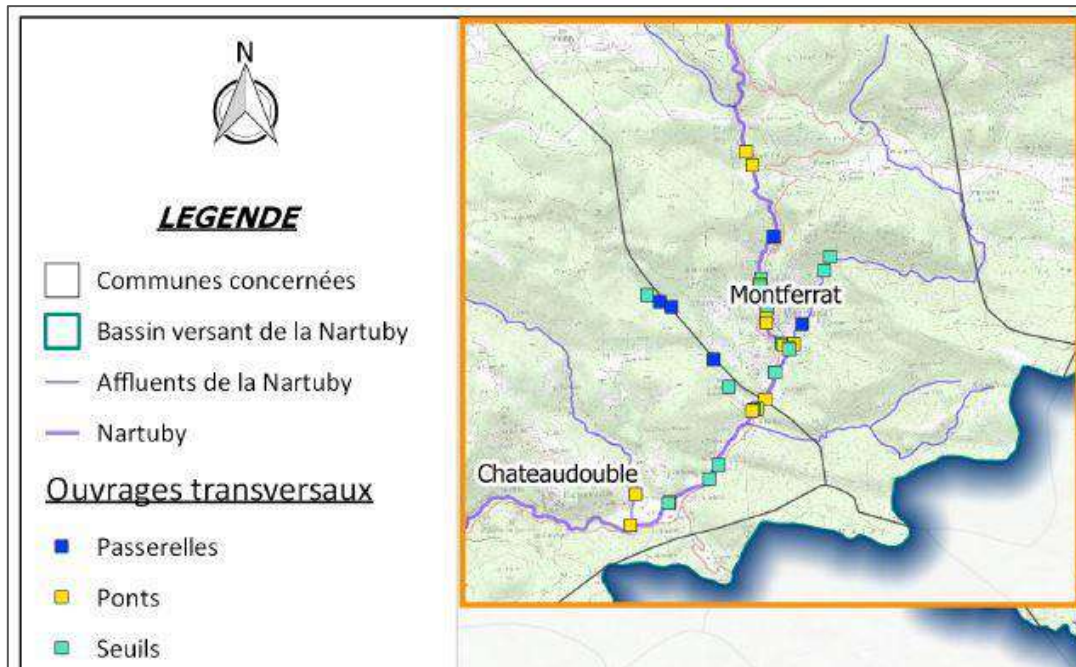 N
LEGENDE
Communes concernées
Bassin versant de la Nartuby
Affluents de la Nartuby
Nartuby
Ouvrages transversaux
Passerelles
Ponts
Seuils
Montferrat
Chateaudouble